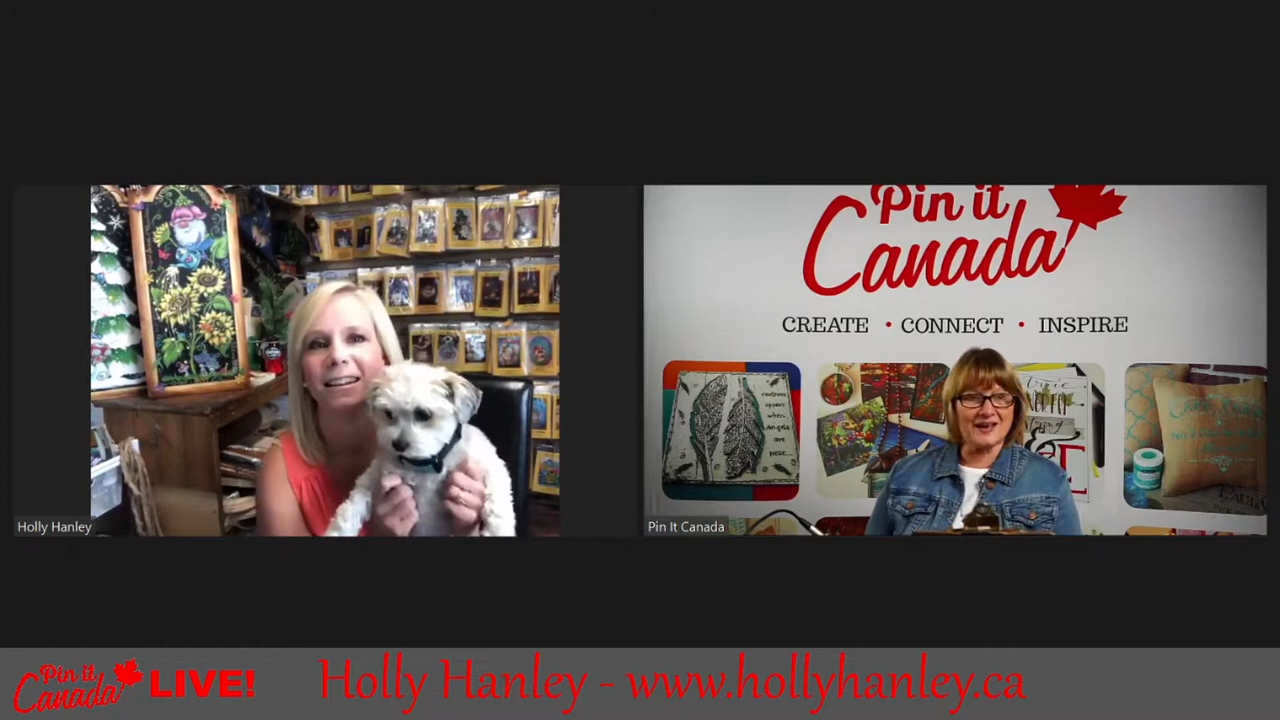 Pin it
Canada
CREATE • CONNECT • INSPIRE
Holly Hanley
Pin It Canada
Pin it
Canada
LIVE!
Holly Hanley - www.hollyhanley.ca